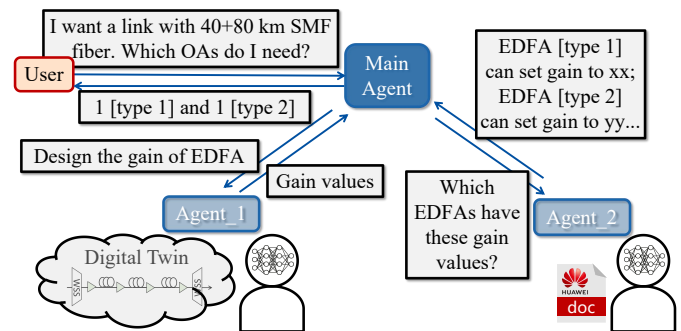 I want a link with 40+80 km SMF
fiber. Which OAs do I need?
User
Main
Agent
1 [type 1] and 1 [type 2]
EDFA [type 1]
can set gain to xx;
EDFA [type 2]
can set gain to yy...
Design the gain of EDFA
Gain values
Which
EDFAs have
these gain
values?
Agent_1
Agent_2
Digital Twin
WSS
WSS
HUAWEI
doc